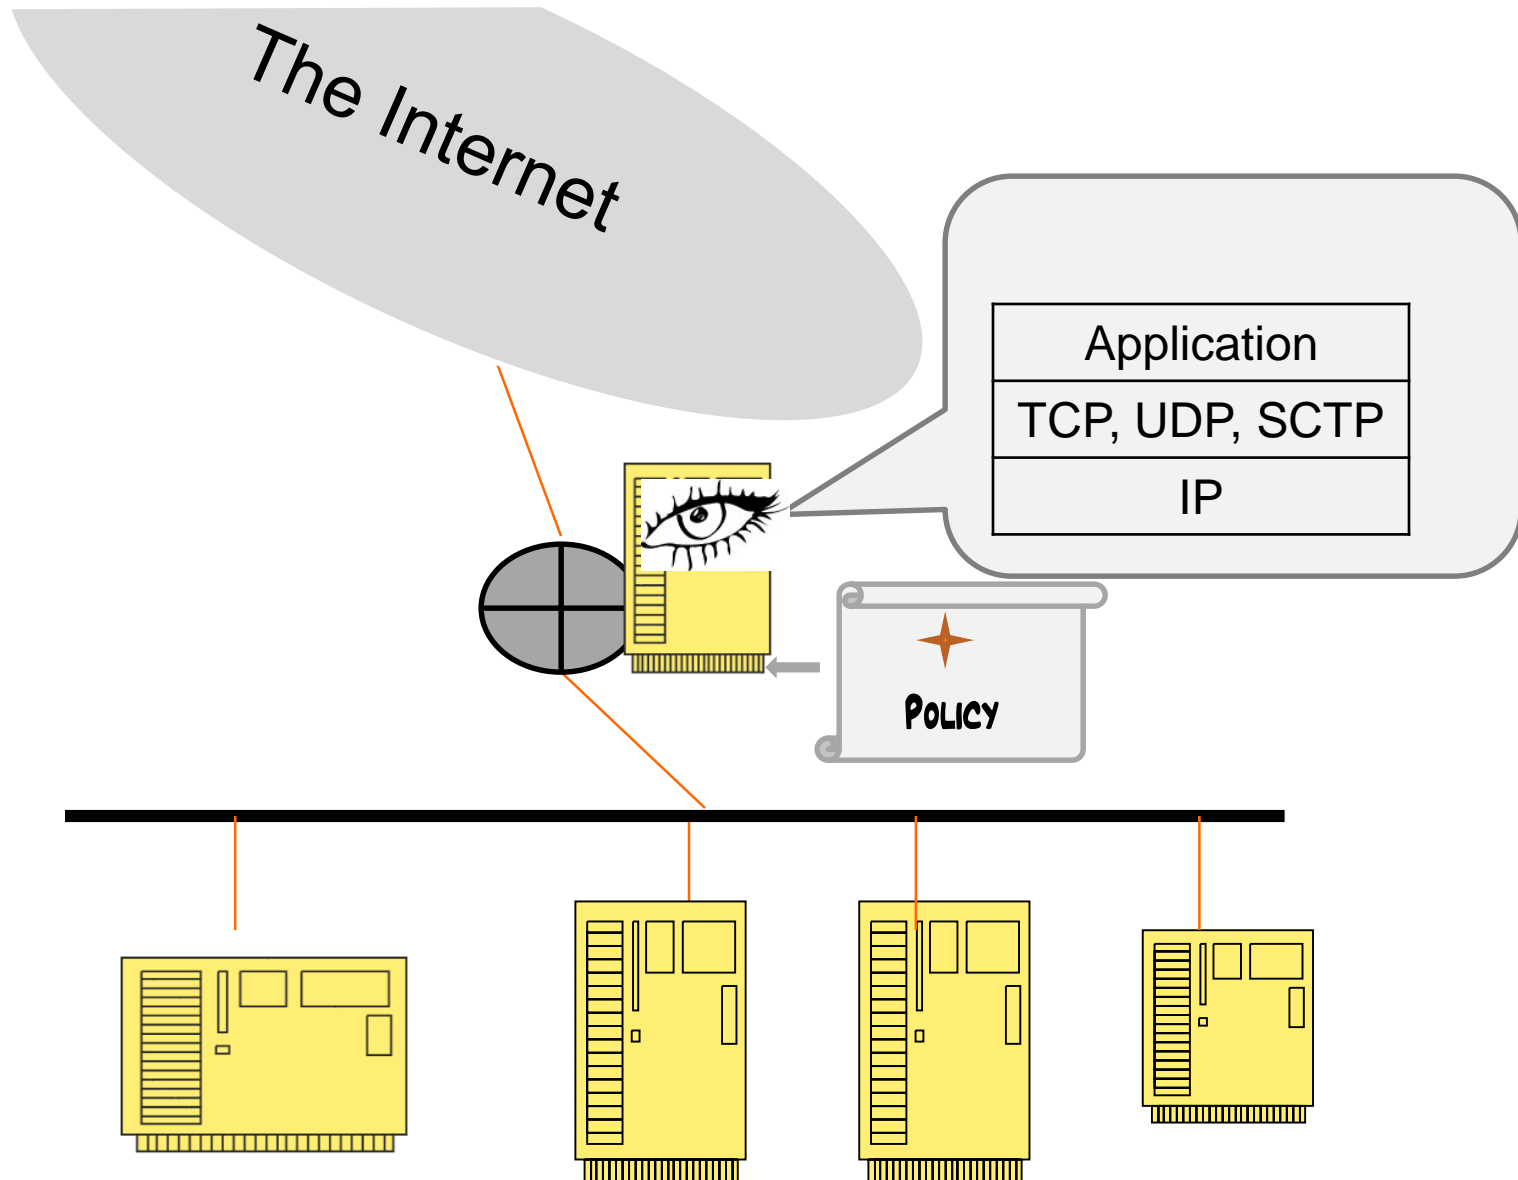 The Internet
Application
TCP, UDP, SCTP
IP
Policy